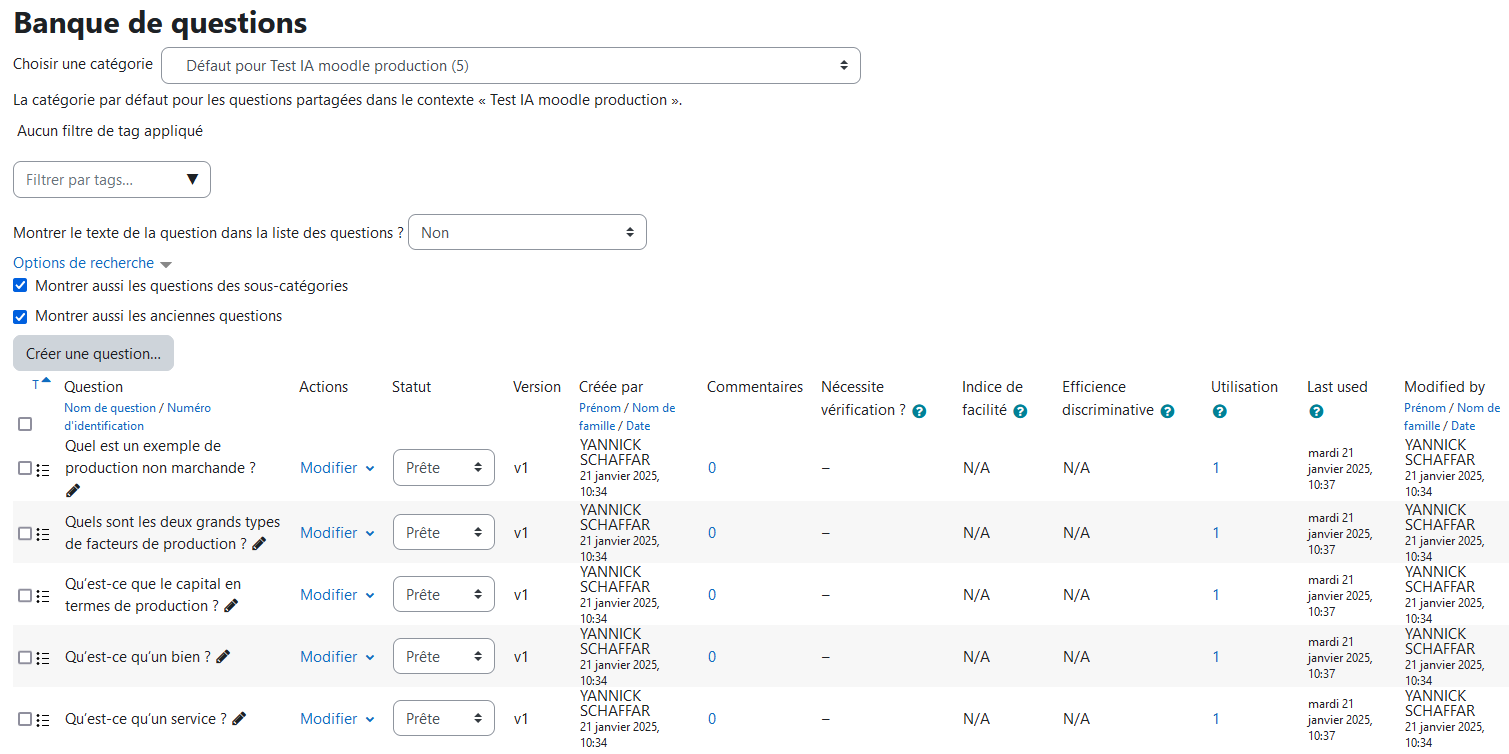 Banque de questions
Choisir une catégorie Défaut pour Test IA moodle production (5)
La catégorie par défaut pour les questions partagées dans le contexte « Test IA moodle production ».
Aucun filtre de tag appliqué
Filtrer par tags...
Montrer le texte de la question dans la liste des questions ? Non
Options de recherche
Montrer aussi les questions des sous-catégories
Montrer aussi les anciennes questions
Créer une question...
T Question Actions Statut Version Créée par Commentaires Nécessite vérification ? Indice de facilité Efficience discriminative Utilisation Last used Modified by
Nom de question / Numéro d'identification Prénom / Nom de famille / Date Prénom / Nom de famille / Date
Quel est un exemple de production non marchande ? Modifier Prête v1 YANNICK SCHAFFAR 21 janvier 2025, 10:34 0 – N/A N/A 1 mardi 21 janvier 2025, 10:37 YANNICK SCHAFFAR 21 janvier 2025, 10:34
Quels sont les deux grands types de facteurs de production ? Modifier Prête v1 YANNICK SCHAFFAR 21 janvier 2025, 10:34 0 – N/A N/A 1 mardi 21 janvier 2025, 10:37 YANNICK SCHAFFAR 21 janvier 2025, 10:34
Qu’est-ce que le capital en termes de production ? Modifier Prête v1 YANNICK SCHAFFAR 21 janvier 2025, 10:34 0 – N/A N/A 1 mardi 21 janvier 2025, 10:37 YANNICK SCHAFFAR 21 janvier 2025, 10:34
Qu’est-ce qu’un bien ? Modifier Prête v1 YANNICK SCHAFFAR 21 janvier 2025, 10:34 0 – N/A N/A 1 mardi 21 janvier 2025, 10:37 YANNICK SCHAFFAR 21 janvier 2025, 10:34
Qu’est-ce qu’un service ? Modifier Prête v1 YANNICK SCHAFFAR 21 janvier 2025, 10:34 0 – N/A N/A 1 mardi 21 janvier 2025, 10:37 YANNICK SCHAFFAR 21 janvier 2025, 10:34